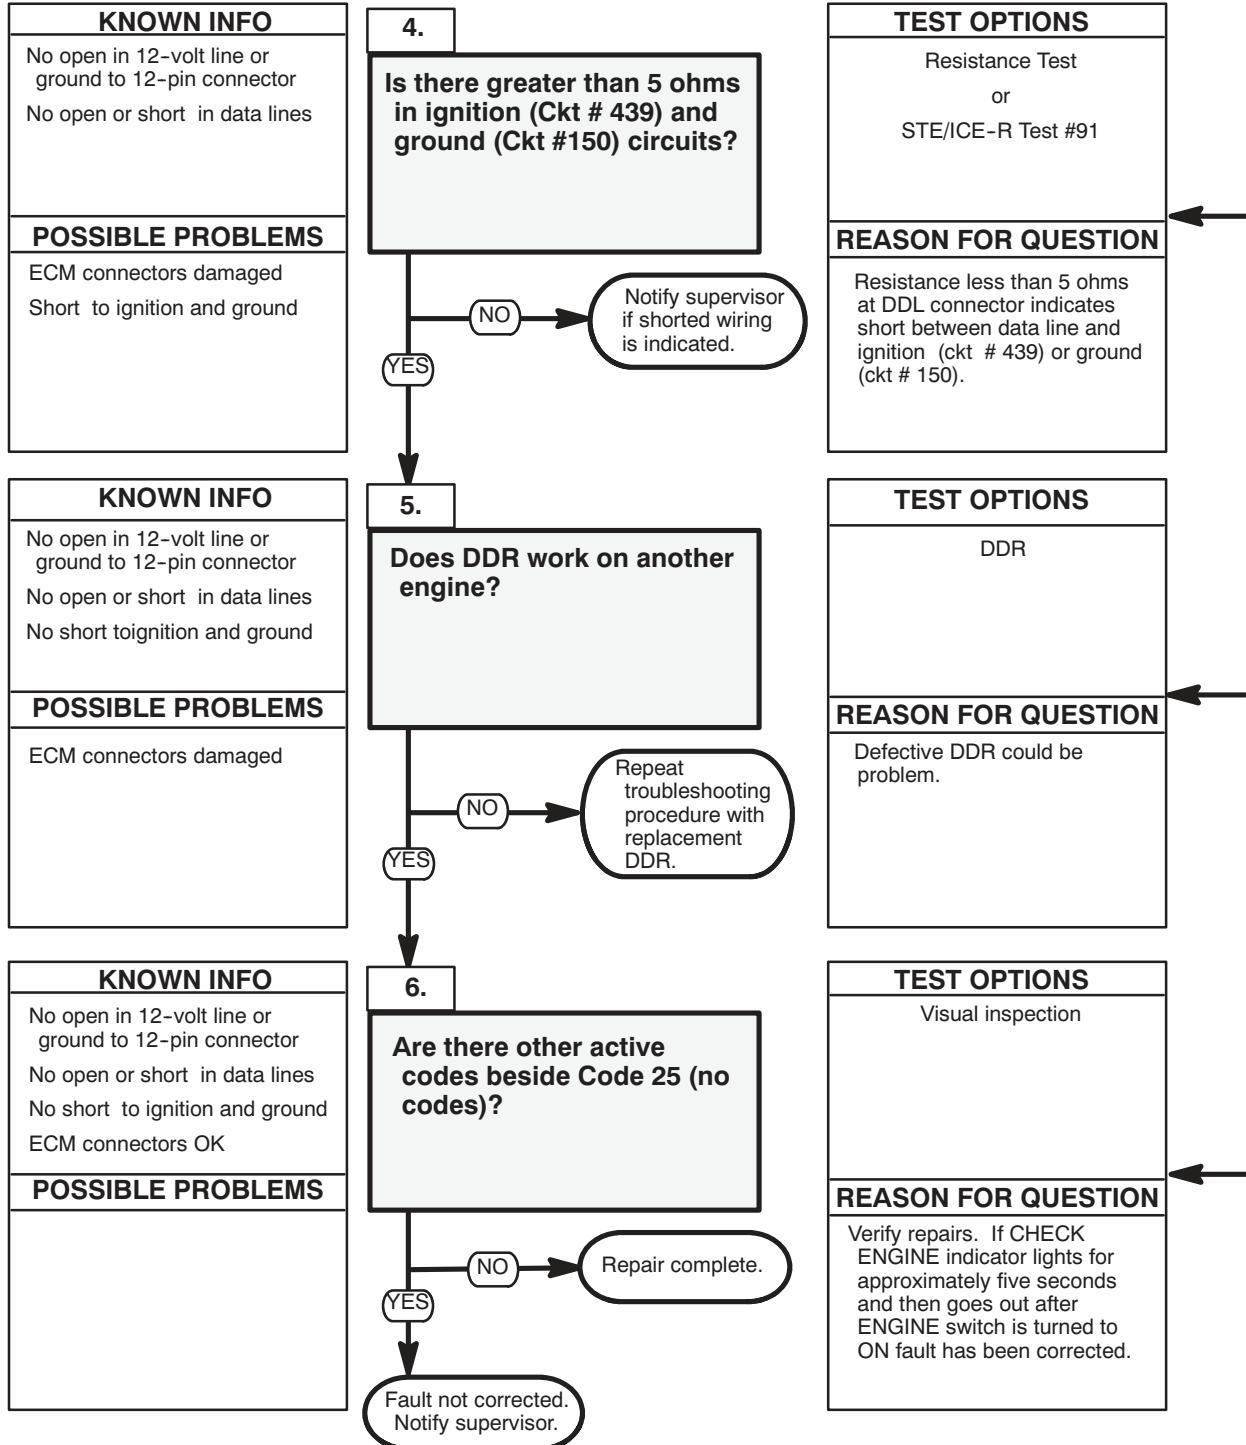 KNOWN INFO
No open in 12-volt line or
ground to 12-pin connector
No open or short in data lines
POSSIBLE PROBLEMS
ECM connectors damaged
Short to ignition and ground
4.
Is there greater than 5 ohms
in ignition (Ckt # 439) and
ground (Ckt #150) circuits?
NO
Notify supervisor
if shorted wiring
is indicated.
YES
TEST OPTIONS
Resistance Test
or
STE/ICE-R Test #91
REASON FOR QUESTION
Resistance less than 5 ohms
at DDL connector indicates
short between data line and
ignition (ckt # 439) or ground
(ckt # 150).
KNOWN INFO
No open in 12-volt line or
ground to 12-pin connector
No open or short in data lines
No short toignition and ground
POSSIBLE PROBLEMS
ECM connectors damaged
5.
Does DDR work on another
engine?
NO
Repeat
troubleshooting
procedure with
replacement
DDR.
YES
TEST OPTIONS
DDR
REASON FOR QUESTION
Defective DDR could be
problem.
KNOWN INFO
No open in 12-volt line or
ground to 12-pin connector
No open or short in data lines
No short to ignition and ground
ECM connectors OK
POSSIBLE PROBLEMS
6.
Are there other active
codes beside Code 25 (no
codes)?
NO
Repair complete.
YES
Fault not corrected.
Notify supervisor.
TEST OPTIONS
Visual inspection
REASON FOR QUESTION
Verify repairs. If CHECK
ENGINE indicator lights for
approximately five seconds
and then goes out after
ENGINE switch is turned to
ON fault has been corrected.